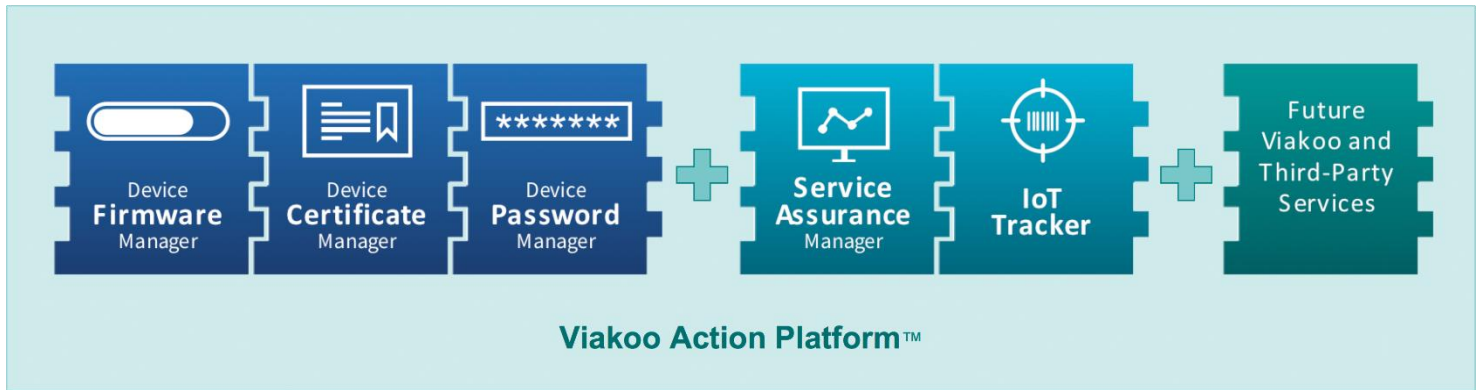 Device
Firmware
Manager
Device
Certificate
Manager
*******
Device
Password
Manager
Service
Assurance
Manager
IoT
Tracker
Future
Viakoo and
Third-Party
Services
Viakoo Action Platform™